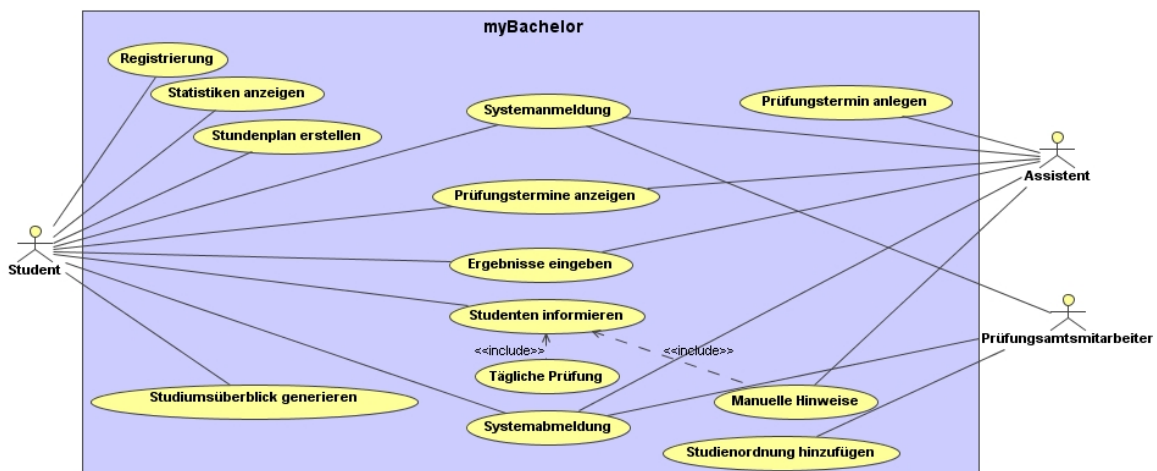 myBachelor
Registrierung
Statistiken anzeigen
Stundenplan erstellen
Systemanmeldung
Prüfungstermin anlegen
Assistent
Prüfungstermine anzeigen
Student
Ergebnisse eingeben
Studenten informieren
Prüfungsamtsmitarbeiter
<<include>>
<<include>>
Tägliche Prüfung
Studiumsüberblick generieren
Manuelle Hinweise
Systemabmeldung
Studienordnung hinzufügen